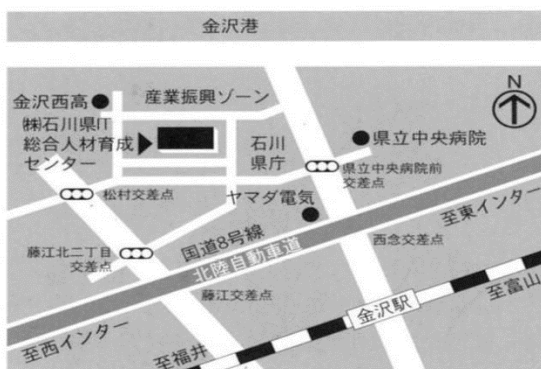 金沢港
N
金沢西高
産業振興ゾーン
㈱石川県IT
総合人材育成
センター
石川
県庁
県立中央病院
県立中央病院前
交差点
松村交差点
ヤマダ電気
至東インター
国道8号線
西念交差点
藤江北二丁目
交差点
北陸自動車道
藤江交差点
至富山
金沢駅
至西インター
至福井